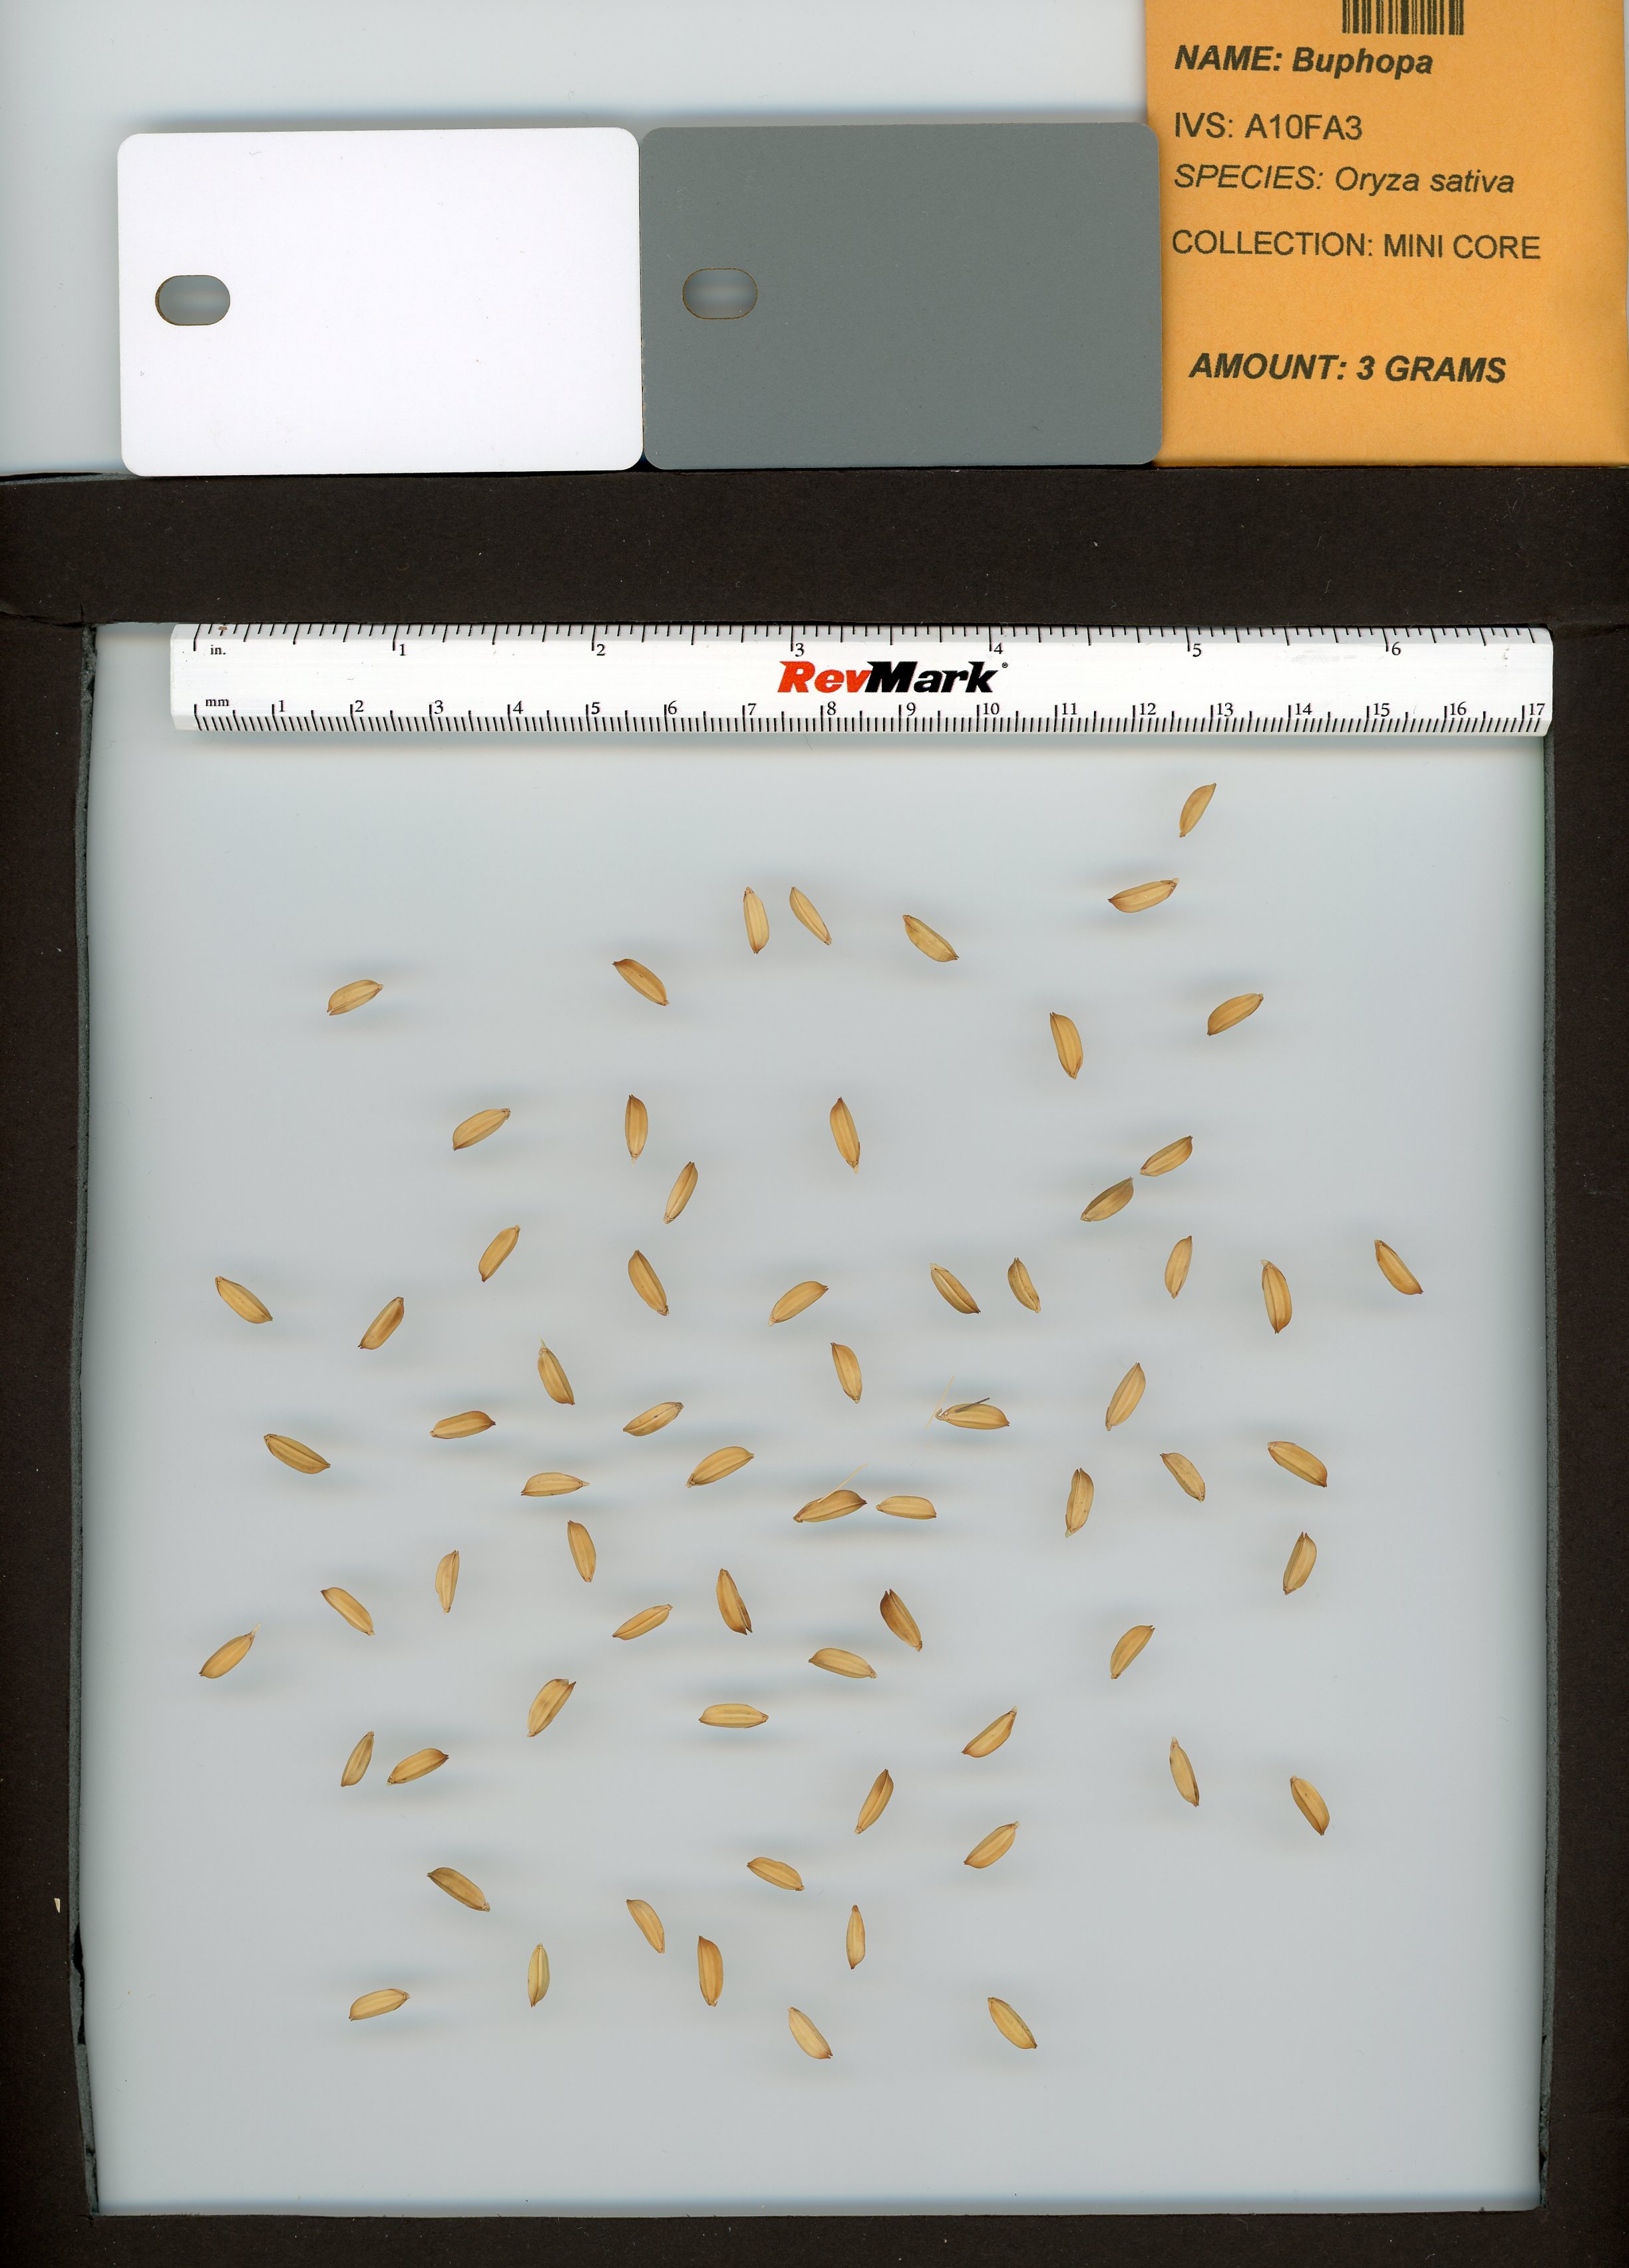 NAME: Buphopa
IVS: A10FA3
SPECIES: Oryza sativa
COLLECTION: MINI CORE
AMOUNT: 3 GRAMS
in. 1 2 3 4 5 6
RevMark®
mm 1 2 3 4 5 6 7 8 9 10 11 12 13 14 15 16 17